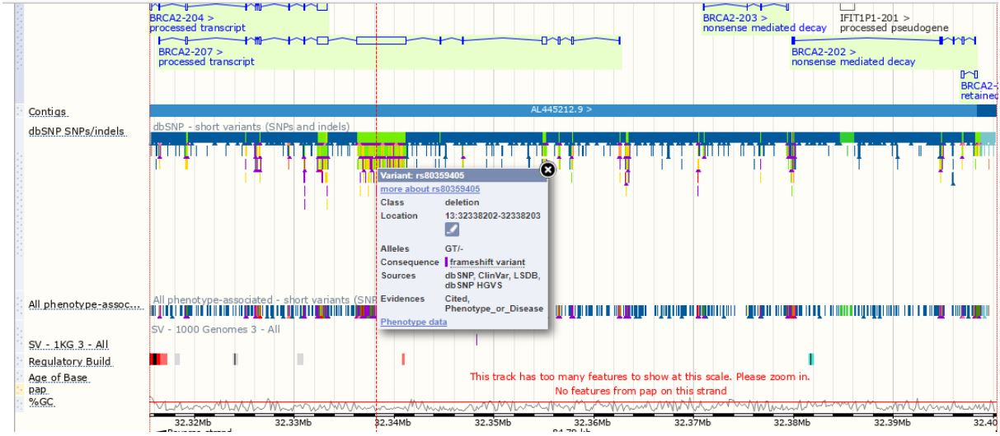 BRCA2-204 >
processed transcript
BRCA2-203 >
nonsense mediated decay
IFIT1P1-201 >
processed pseudogene
BRCA2-207 >
processed transcript
BRCA2-202 >
nonsense mediated decay
BRCA2-
retained
Contigs
AL445212.9 >
dbSNP SNPs/indels
dbSNP - short variants (SNPs and indels)
Variant: rs80359405
more about rs80359405
Class deletion
Location 13:32338202-32338203
Alleles GT/-
Consequence frameshift variant
Sources dbSNP, ClinVar, LSDB,
dbSNP HGVS
Evidences Cited,
Phenotype_or_Disease
Phenotype data
All phenotype-assoc...
All phenotype-associated - short variants (SNP
SV - 1000 Genomes 3 - All
SV - 1KG 3 - All
Regulatory Build
Age of Base
This track has too many features to show at this scale. Please zoom in.
pap
No features from pap on this strand
%GC
32.32Mb 32.33Mb 32.34Mb 32.35Mb 32.36Mb 32.37Mb 32.38Mb 32.39Mb 32.40
Reverse strand 84.79 kb